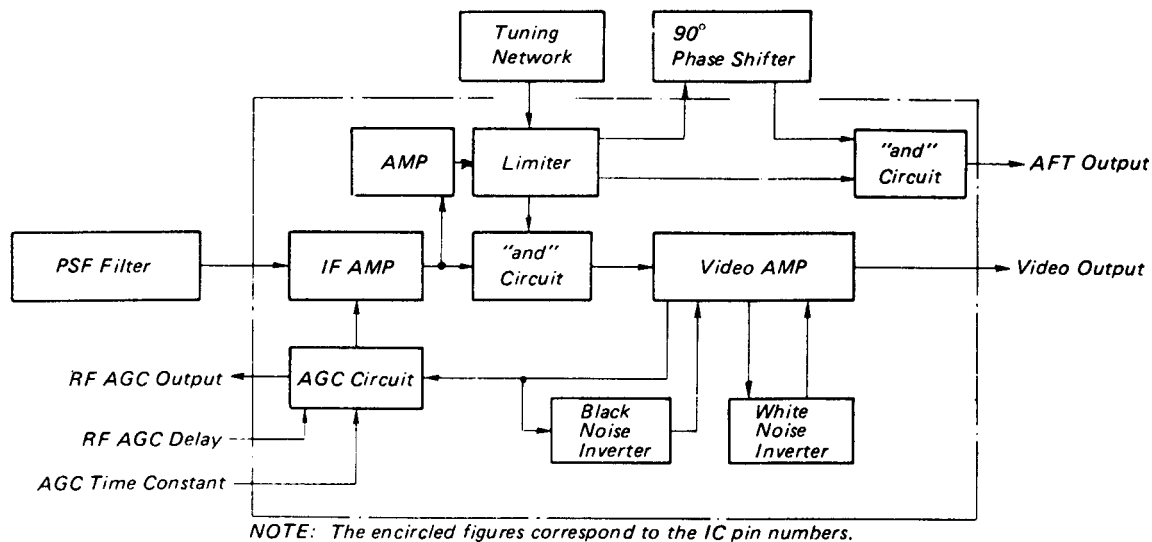 Tuning
Network
90°
Phase Shifter
AMP
Limiter
"and"
Circuit
AFT Output
PSF Filter
IF AMP
"and"
Circuit
Video AMP
Video Output
RF AGC Output
AGC Circuit
Black
Noise
Inverter
White
Noise
Inverter
RF AGC Delay
AGC Time Constant
NOTE: The encircled figures correspond to the IC pin numbers.